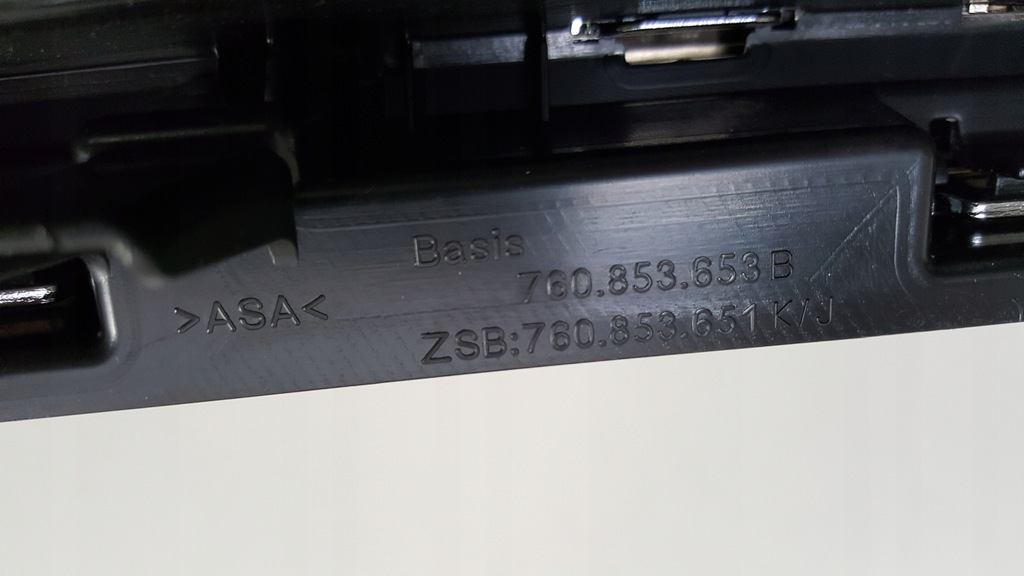 Basis
760.853.653 B
>ASA<
ZSB:760.853.651 K/J